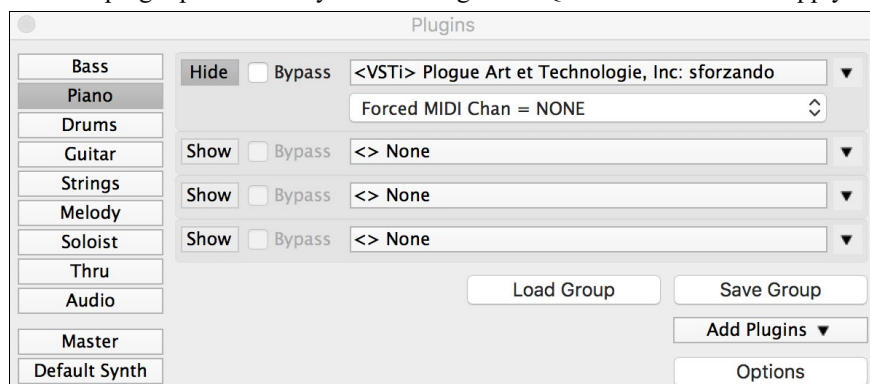 Plugins
Bass
Piano
Drums
Guitar
Strings
Melody
Soloist
Thru
Audio
Master
Default Synth
Hide Bypass <VSTi> Plogue Art et Technologie, Inc: sforzando
Forced MIDI Chan = NONE
Show Bypass <> None
Show Bypass <> None
Show Bypass <> None
Load Group Save Group
Add Plugins
Options